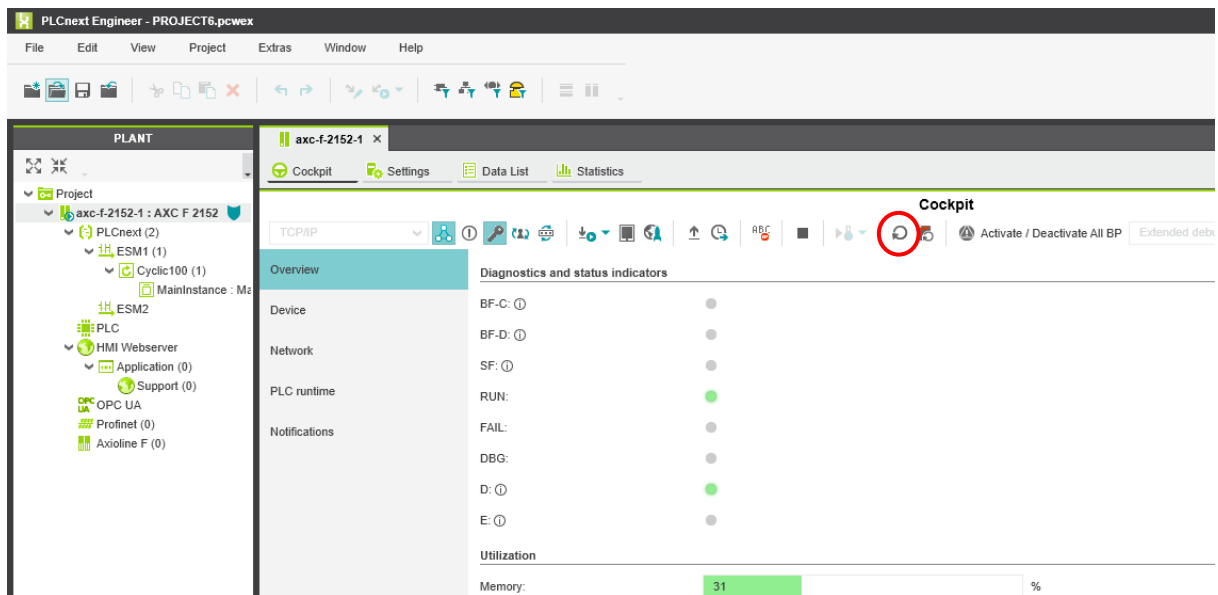 PLCnext Engineer - PROJECT6.pcwex
File Edit View Project Extras Window Help
PLANT
axc-f-2152-1 ×
Cockpit Settings Data List Statistics
Project
axc-f-2152-1 : AXC F 2152
PLCnext (2)
ESM1 (1)
Cyclic100 (1)
MainInstance : Ma
ESM2
PLC
HMI Webserver
Application (0)
Support (0)
OPC UA OPC UA
Profinet (0)
Axioline F (0)
Cockpit
TCP/IP ABC Activate / Deactivate All BP Extended debu
Overview
Device
Network
PLC runtime
Notifications
Diagnostics and status indicators
BF-C:
BF-D:
SF:
RUN:
FAIL:
DBG:
D:
E:
Utilization
Memory: 31 %